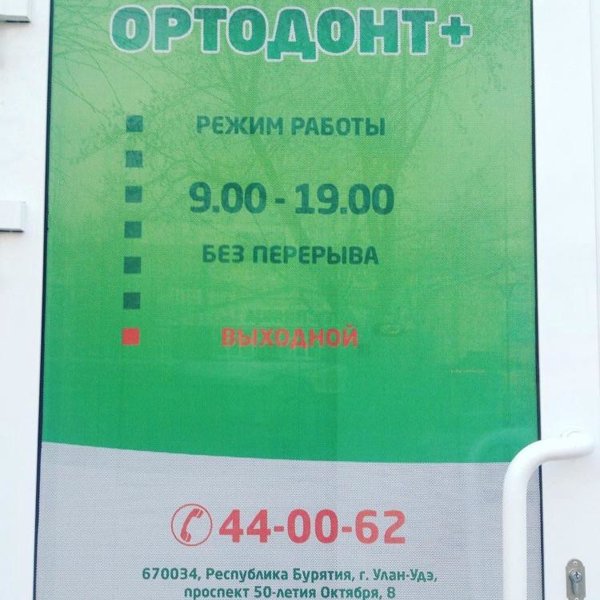 ОРТОДОНТ+
РЕЖИМ РАБОТЫ
9.00 - 19.00
БЕЗ ПЕРЕРЫВА
ВЫХОДНОЙ
44-00-62
670034, Республика Бурятия, г. Улан-Удэ,
проспект 50-летия Октября, 8